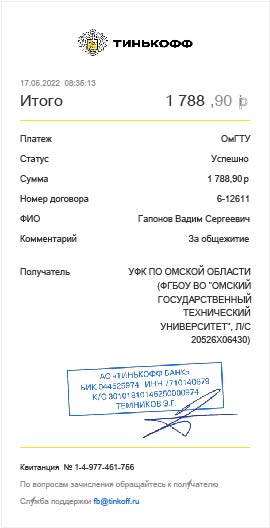 ТИНЬКОФФ
17.05.2022 08:35:13
Итого 1 788 ,90 р
Платеж ОмГТУ
Статус Успешно
Сумма 1 788,90 р
Номер договора 6-12611
ФИО Гапонов Вадим Сергеевич
Комментарий За общежитие
Получатель УФК ПО ОМСКОЙ ОБЛАСТИ
(ФГБОУ ВО "ОМСКИЙ
ГОСУДАРСТВЕННЫЙ
ТЕХНИЧЕСКИЙ
УНИВЕРСИТЕТ", Л/С
20526X06430)
АО «ТИНЬКОФФ БАНК»
БИК 044525974 ИНН 7710140679
К/С 30101810145250000974
ТЕМНИКОВ Э.Г.
Квитанция № 1-4-977-461-766
По вопросам зачисления обращайтесь к получателю
Служба поддержки fb@tinkoff.ru